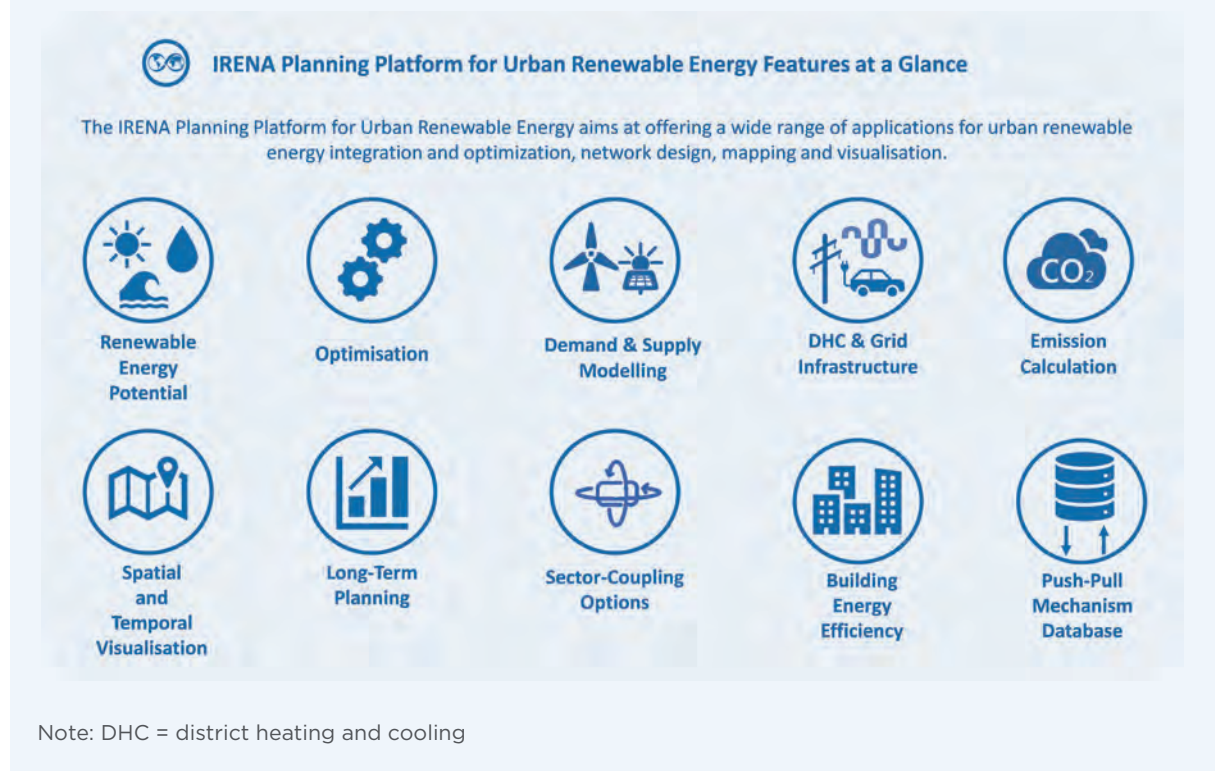 IRENA Planning Platform for Urban Renewable Energy Features at a Glance
The IRENA Planning Platform for Urban Renewable Energy aims at offering a wide range of applications for urban renewable
energy integration and optimization, network design, mapping and visualisation.
Renewable
Energy
Potential
Optimisation
Demand & Supply
Modelling
DHC & Grid
Infrastructure
CO2
Emission
Calculation
Spatial
and
Temporal
Visualisation
Long-Term
Planning
Sector-Coupling
Options
Building
Energy
Efficiency
Push-Pull
Mechanism
Database
Note: DHC = district heating and cooling